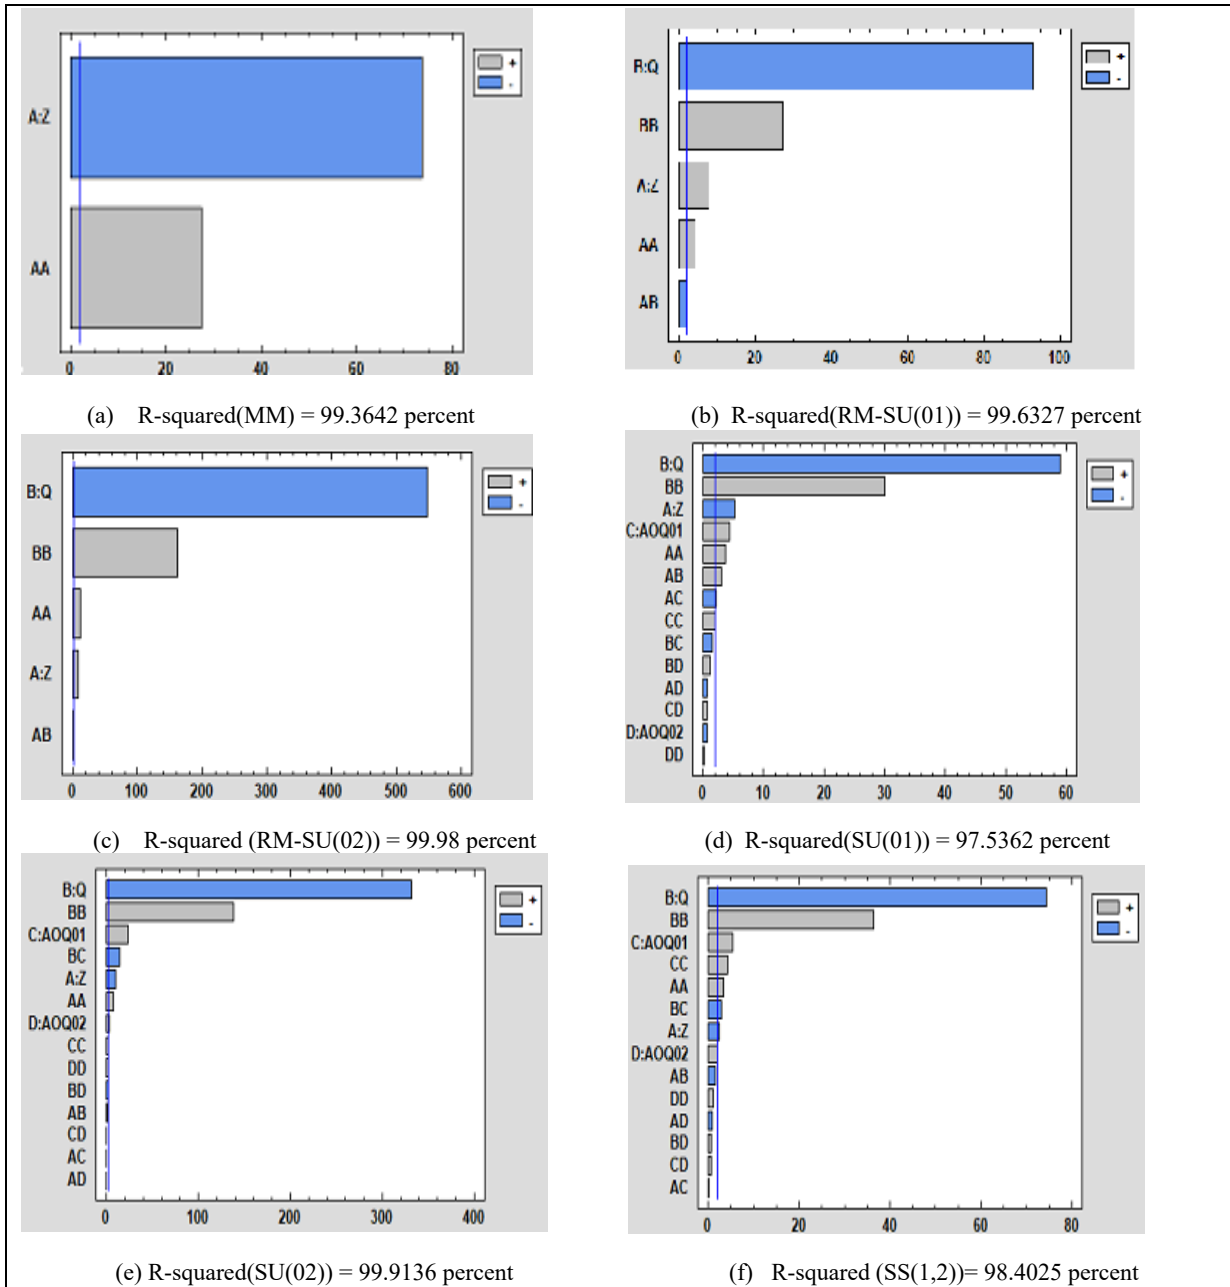 +
-
A:Z
AA
0 20 40 60 80
(a) R-squared(MM) = 99.3642 percent
+
-
B:Q
BB
A:Z
AA
AB
0 20 40 60 80 100
(b) R-squared(RM-SU(01)) = 99.6327 percent
+
-
B:Q
BB
AA
A:Z
AB
0 100 200 300 400 500 600
(c) R-squared (RM-SU(02)) = 99.98 percent
+
-
B:Q
BB
A:Z
C:AOQ01
AA
AB
AC
CC
BC
BD
AD
CD
D:AOQ02
DD
0 10 20 30 40 50 60
(d) R-squared(SU(01)) = 97.5362 percent
+
-
B:Q
BB
C:AOQ01
BC
A:Z
AA
D:AOQ02
CC
DD
BD
AB
CD
AC
AD
0 100 200 300 400
(e) R-squared(SU(02)) = 99.9136 percent
+
-
B:Q
BB
C:AOQ01
CC
AA
BC
A:Z
D:AOQ02
AB
DD
AD
BD
CD
AC
0 20 40 60 80
(f) R-squared (SS(1,2))= 98.4025 percent